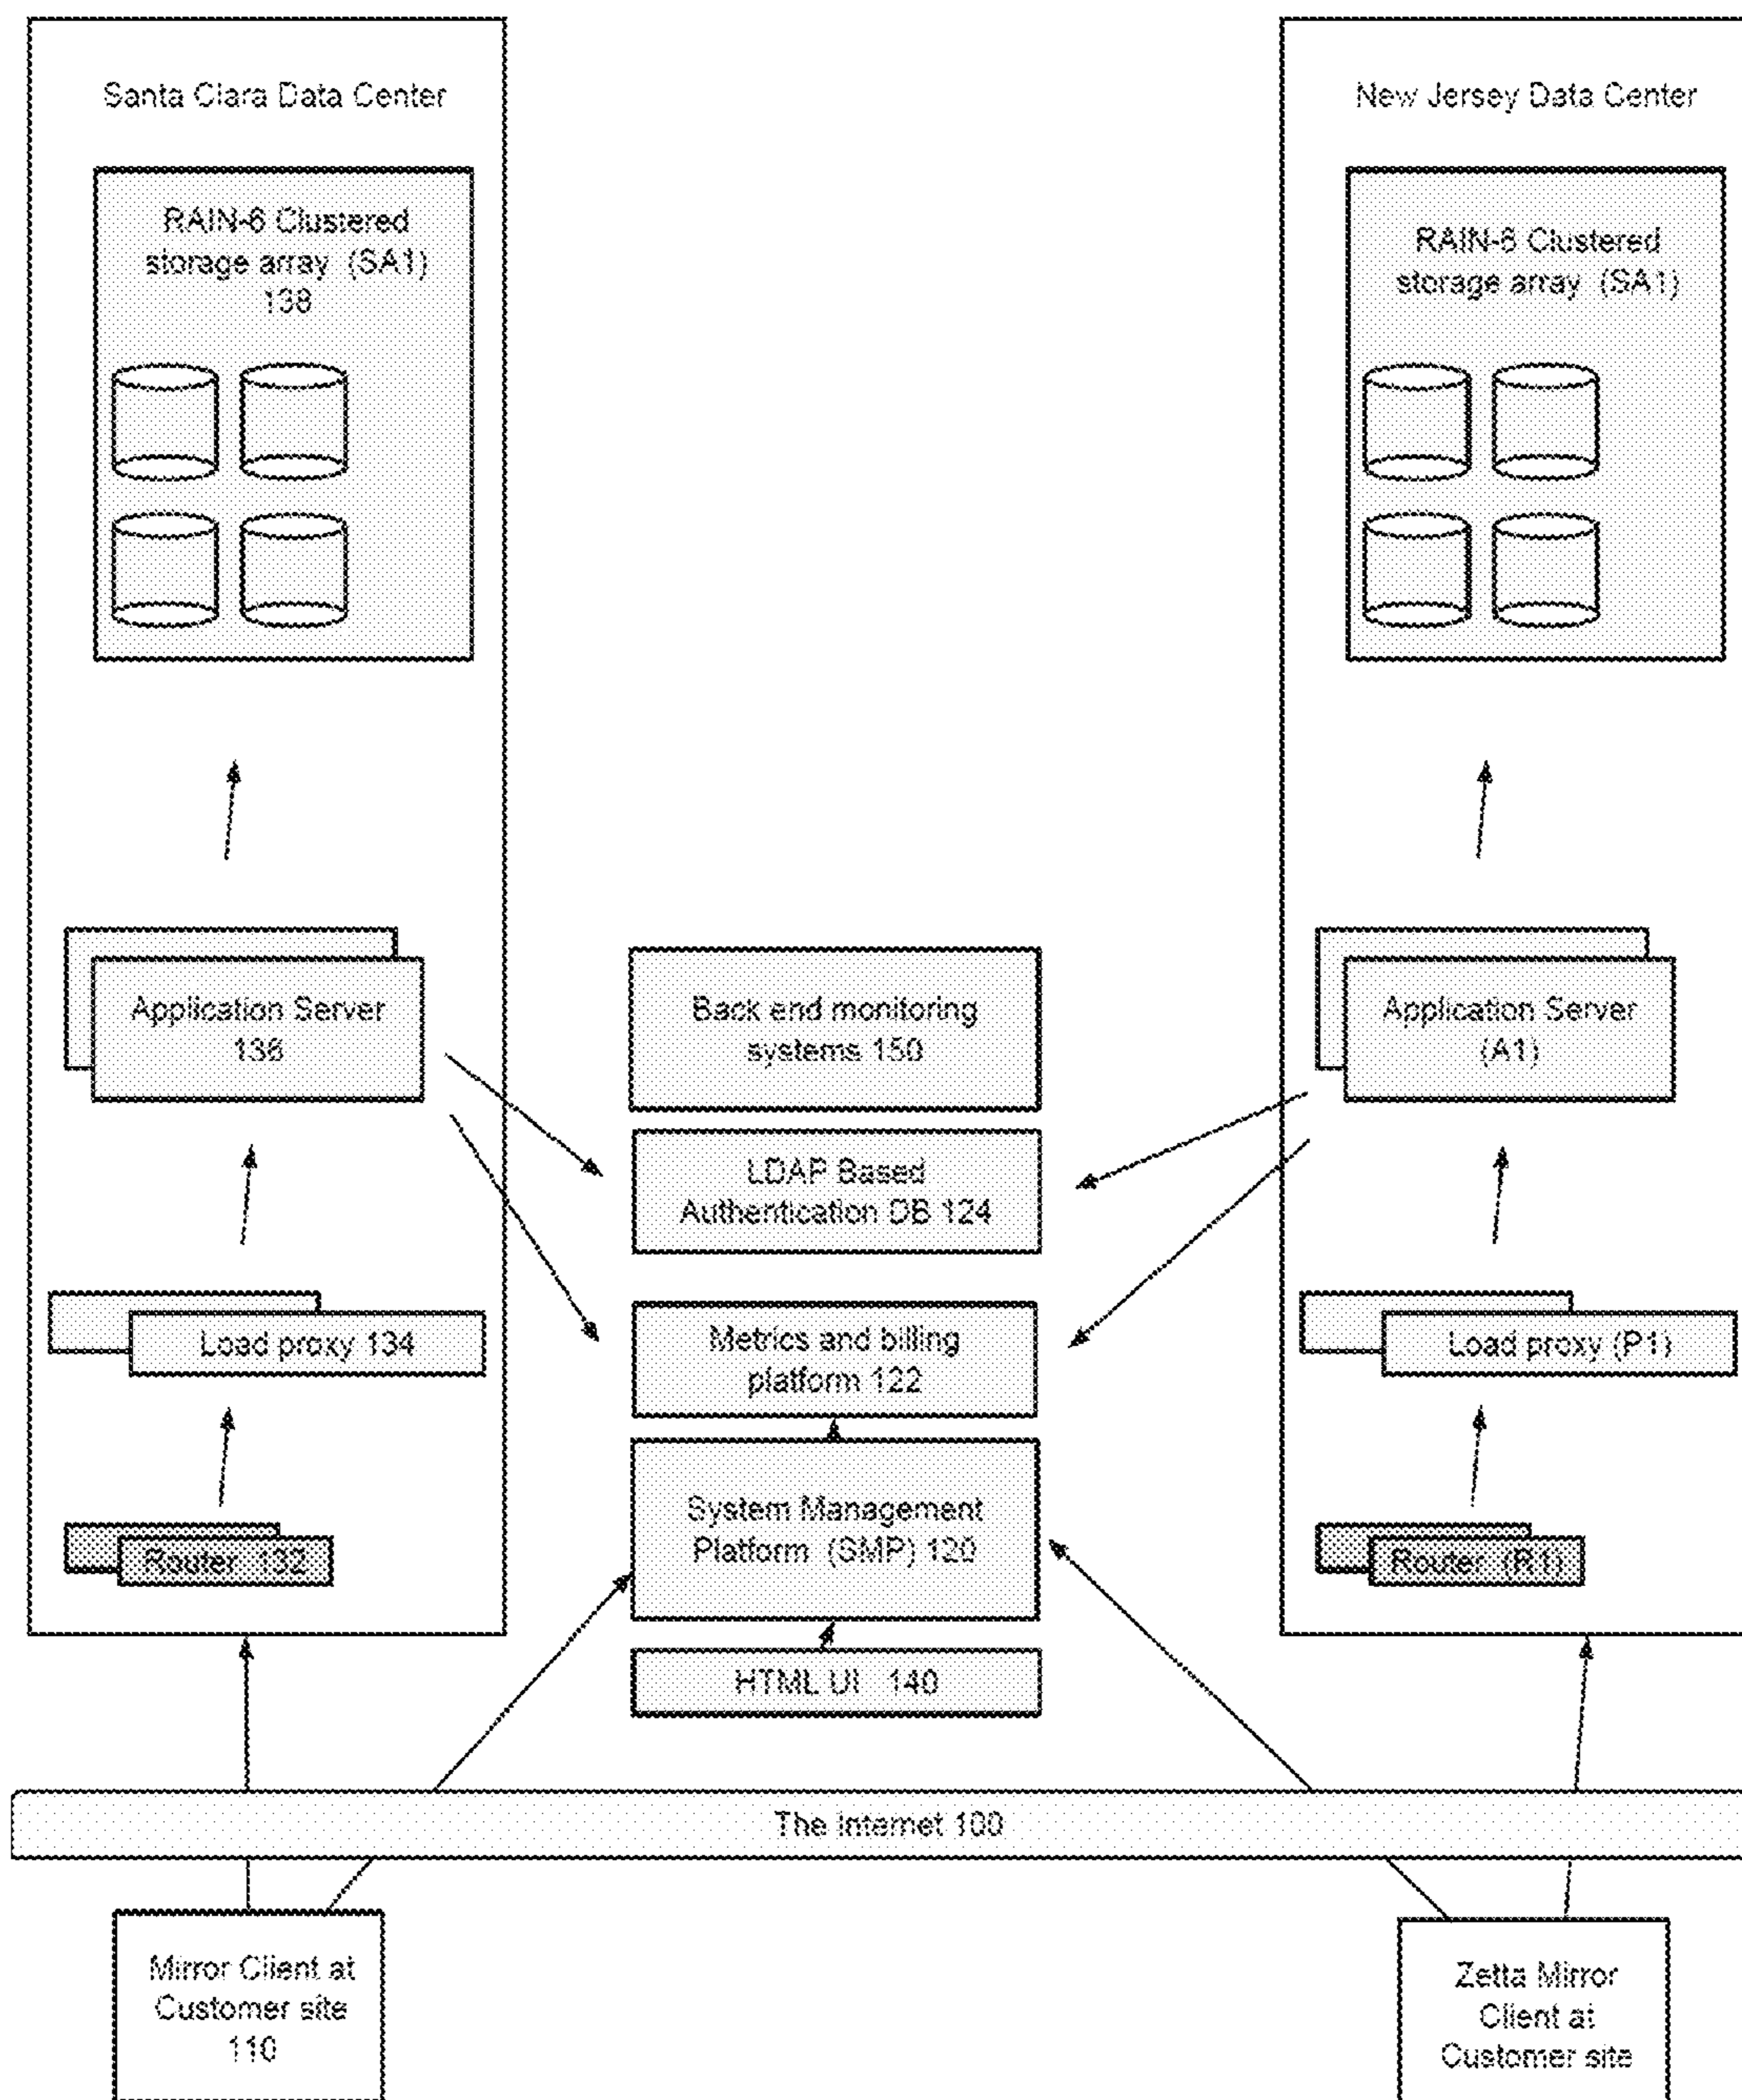 Santa Clara Data Center
RAIN-6 Clustered
storage array (SA1)
138
Application Server
136
Load proxy 134
Router 132
Back end monitoring
systems 150
LDAP Based
Authentication DB 124
Metrics and billing
platform 122
System Management
Platform (SMP) 120
HTML UI 140
New Jersey Data Center
RAIN-6 Clustered
storage array (SA1)
Application Server
(A1)
Load proxy (P1)
Router (R1)
The Internet 100
Mirror Client at
Customer site
110
Zetta Mirror
Client at
Customer site